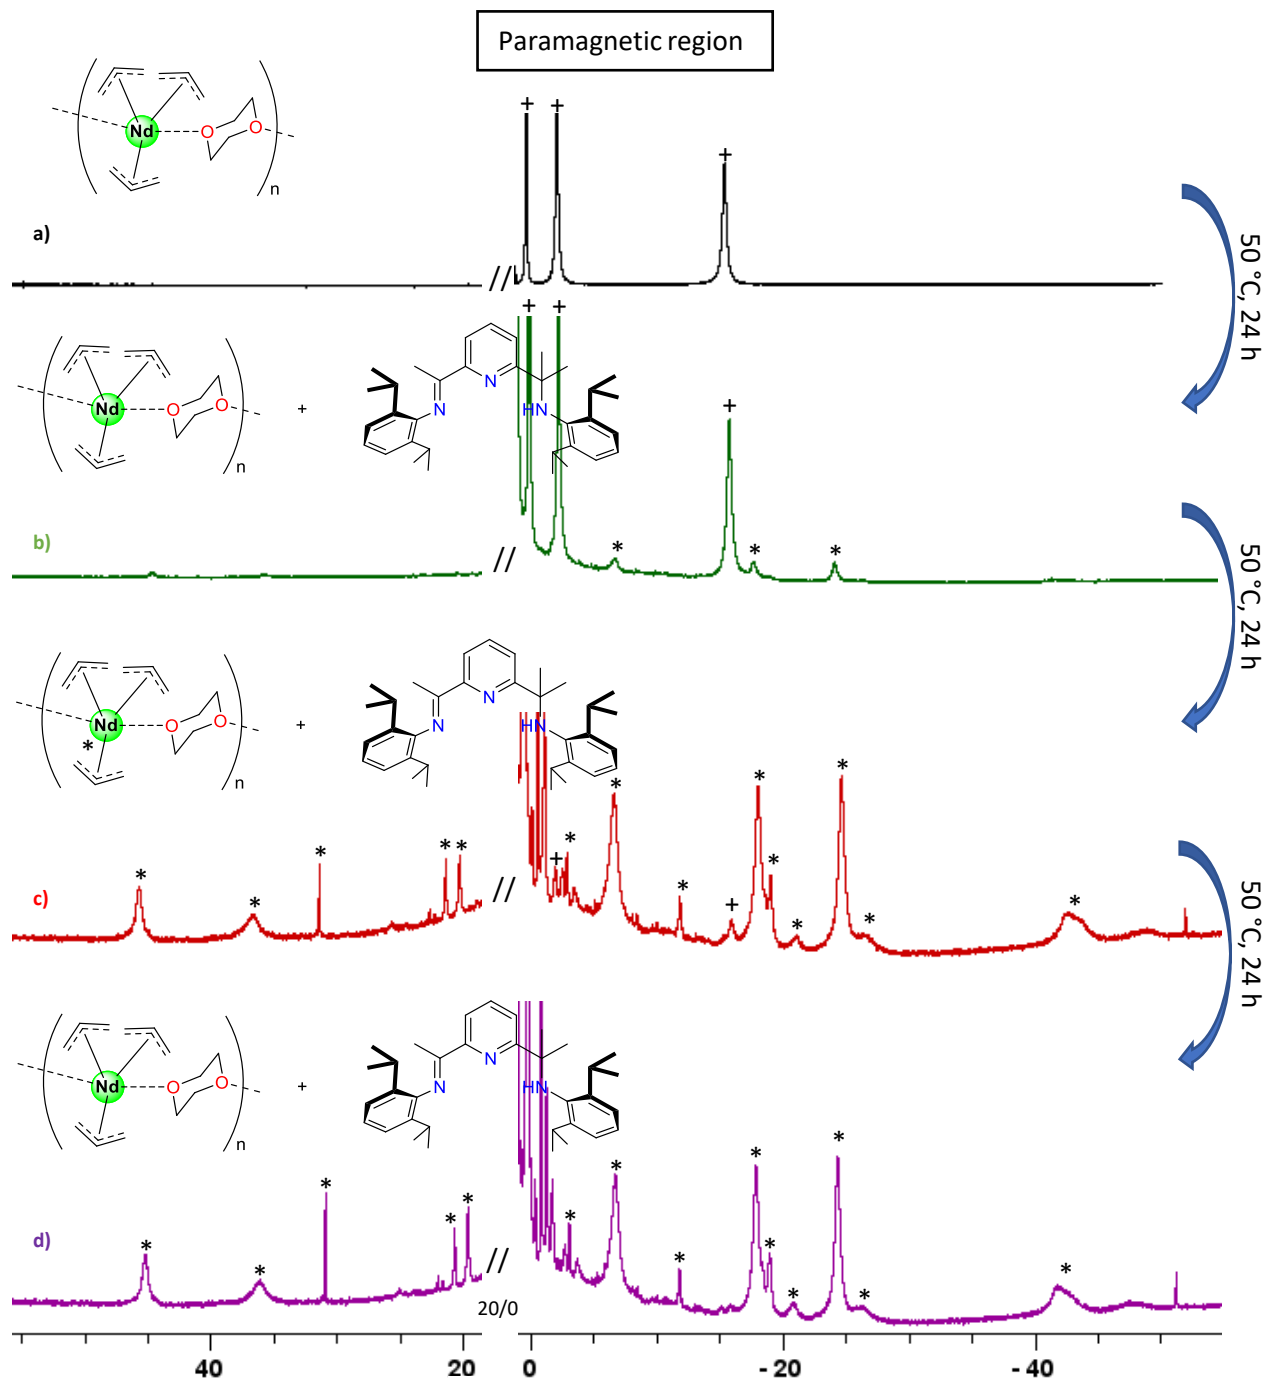 Paramagnetic region
+ + +
Nd O O n
a)
//
50 °C, 24 h
+ + +
Nd O O n + N N HN
* * *
b)
//
50 °C, 24 h
Nd O O n + N N HN
*
* * * * *
+ * * * + * * * * * *
c)
//
50 °C, 24 h
Nd O O n + N N HN
* * * * *
* * * * * * * * *
d)
//
20/0
40 20 0 - 20 - 40